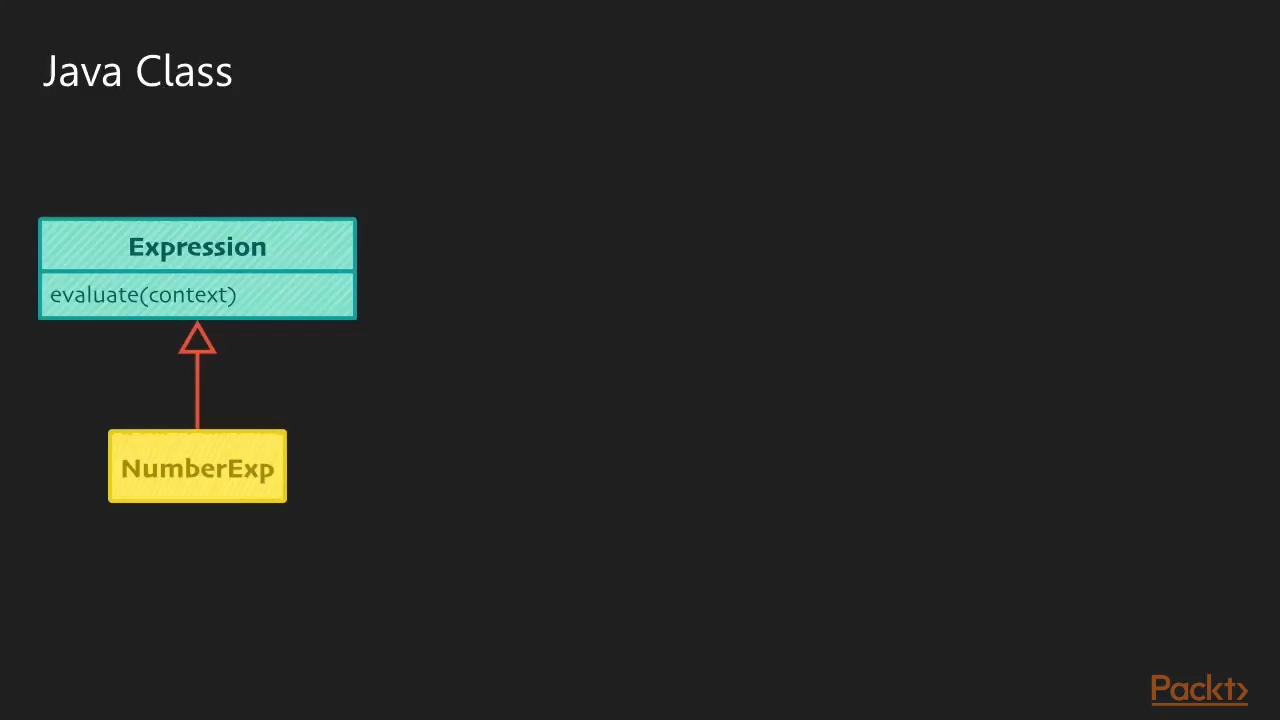 Java Class
Expression
evaluate(context)
NumberExp
Packt>